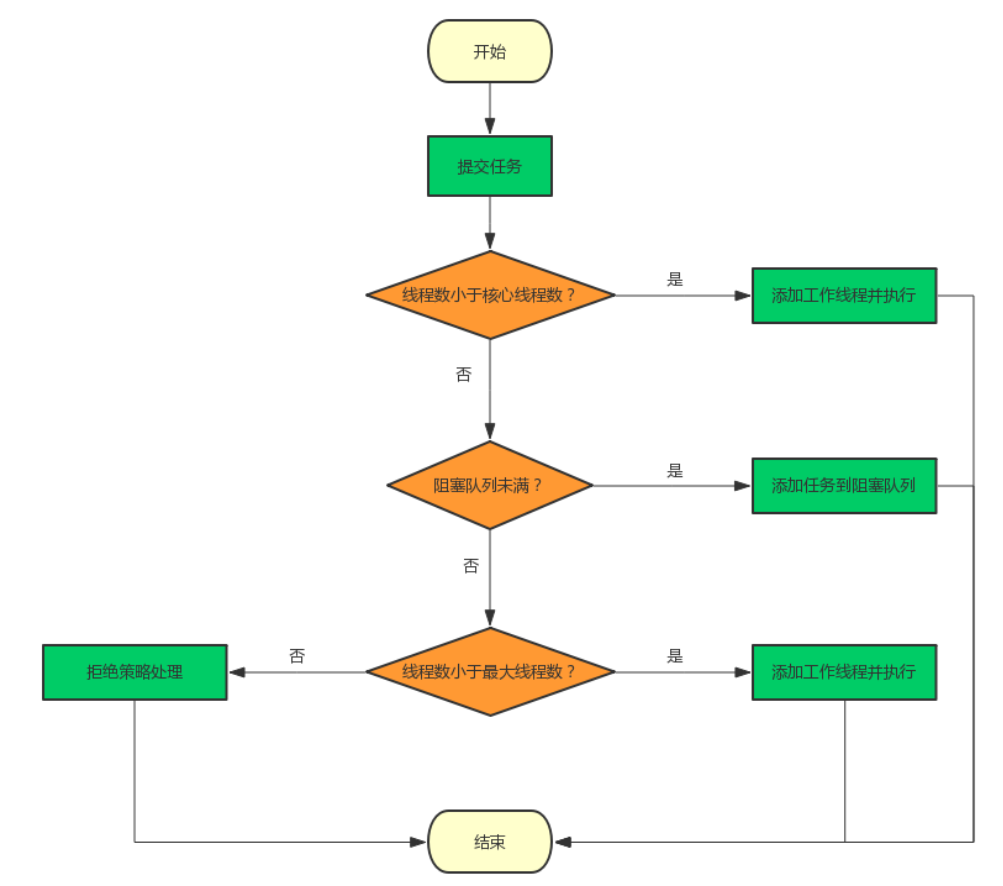 开始
提交任务
线程数小于核心线程数？
是
添加工作线程并执行
否
阻塞队列未满？
是
添加任务到阻塞队列
否
拒绝策略处理
否
线程数小于最大线程数？
是
添加工作线程并执行
结束